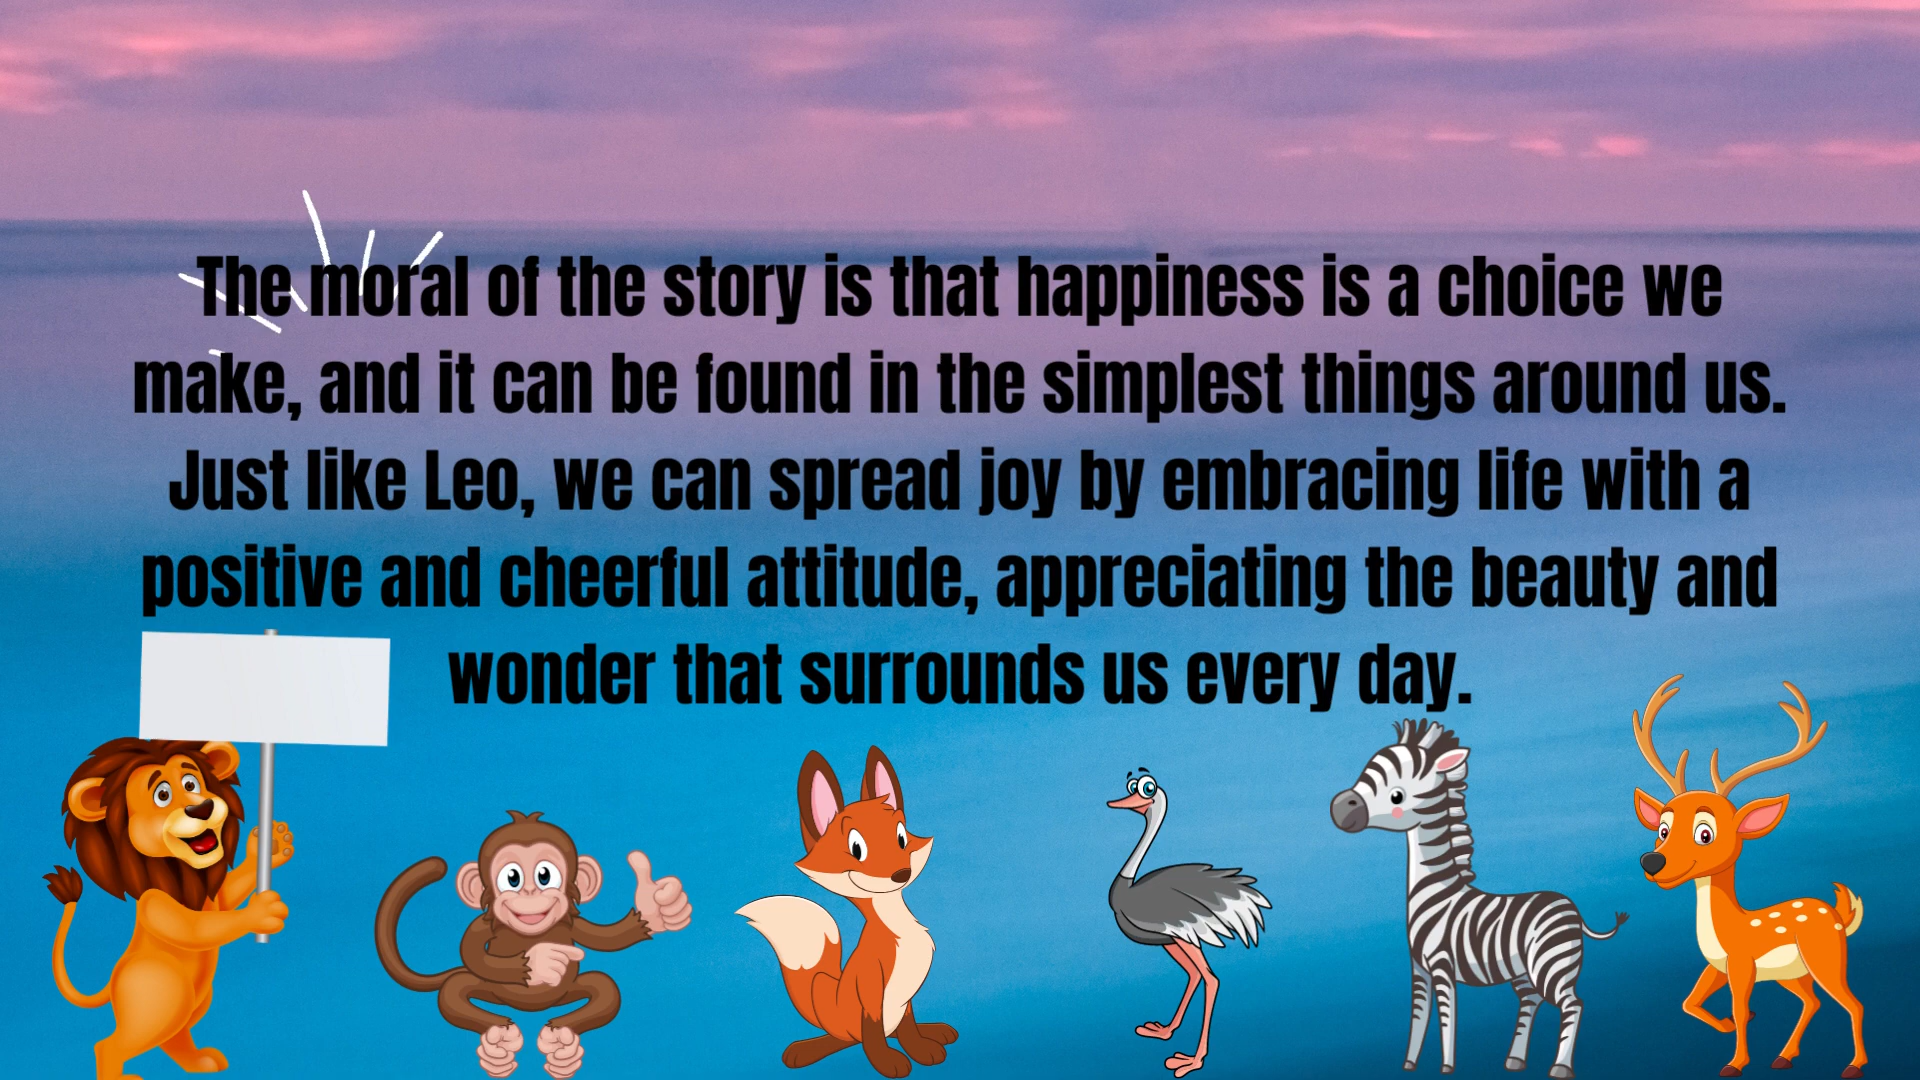 The moral of the story is that happiness is a choice we
make, and it can be found in the simplest things around us.
Just like Leo, we can spread joy by embracing life with a
positive and cheerful attitude, appreciating the beauty and
wonder that surrounds us every day.